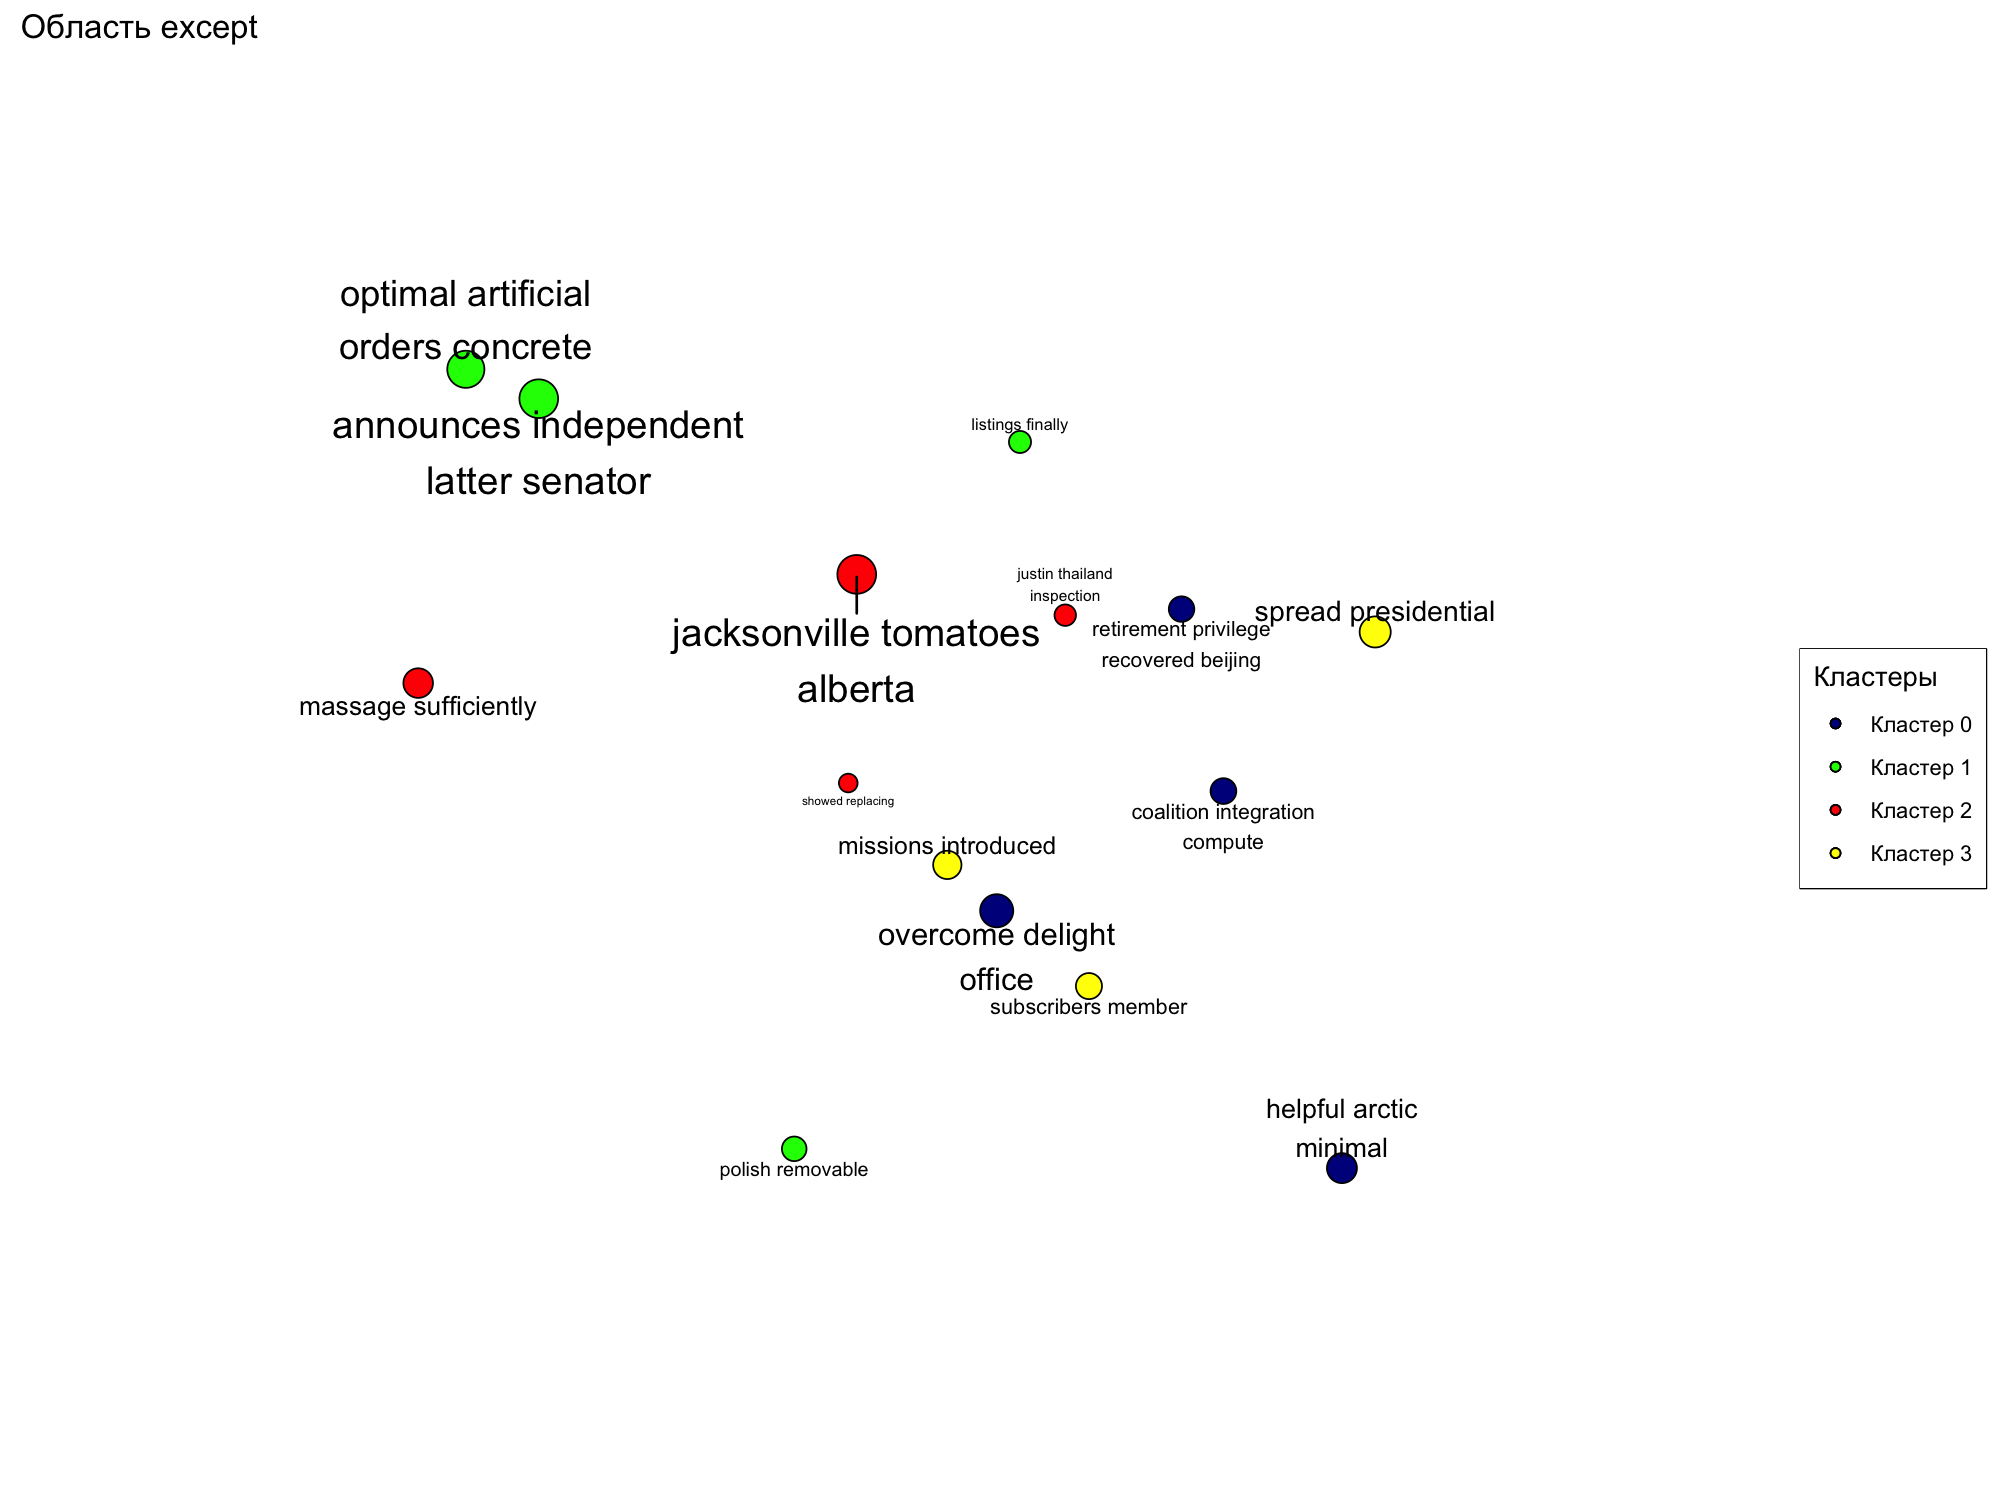 Область except
optimal artificial
orders concrete
announces independent
latter senator
listings finally
jacksonville tomatoes
alberta
justin thailand
inspection
retirement privilege
recovered beijing
spread presidential
massage sufficiently
showed replacing
coalition integration
compute
missions introduced
overcome delight
office
subscribers member
helpful arctic
minimal
polish removable
Кластеры
Кластер 0
Кластер 1
Кластер 2
Кластер 3